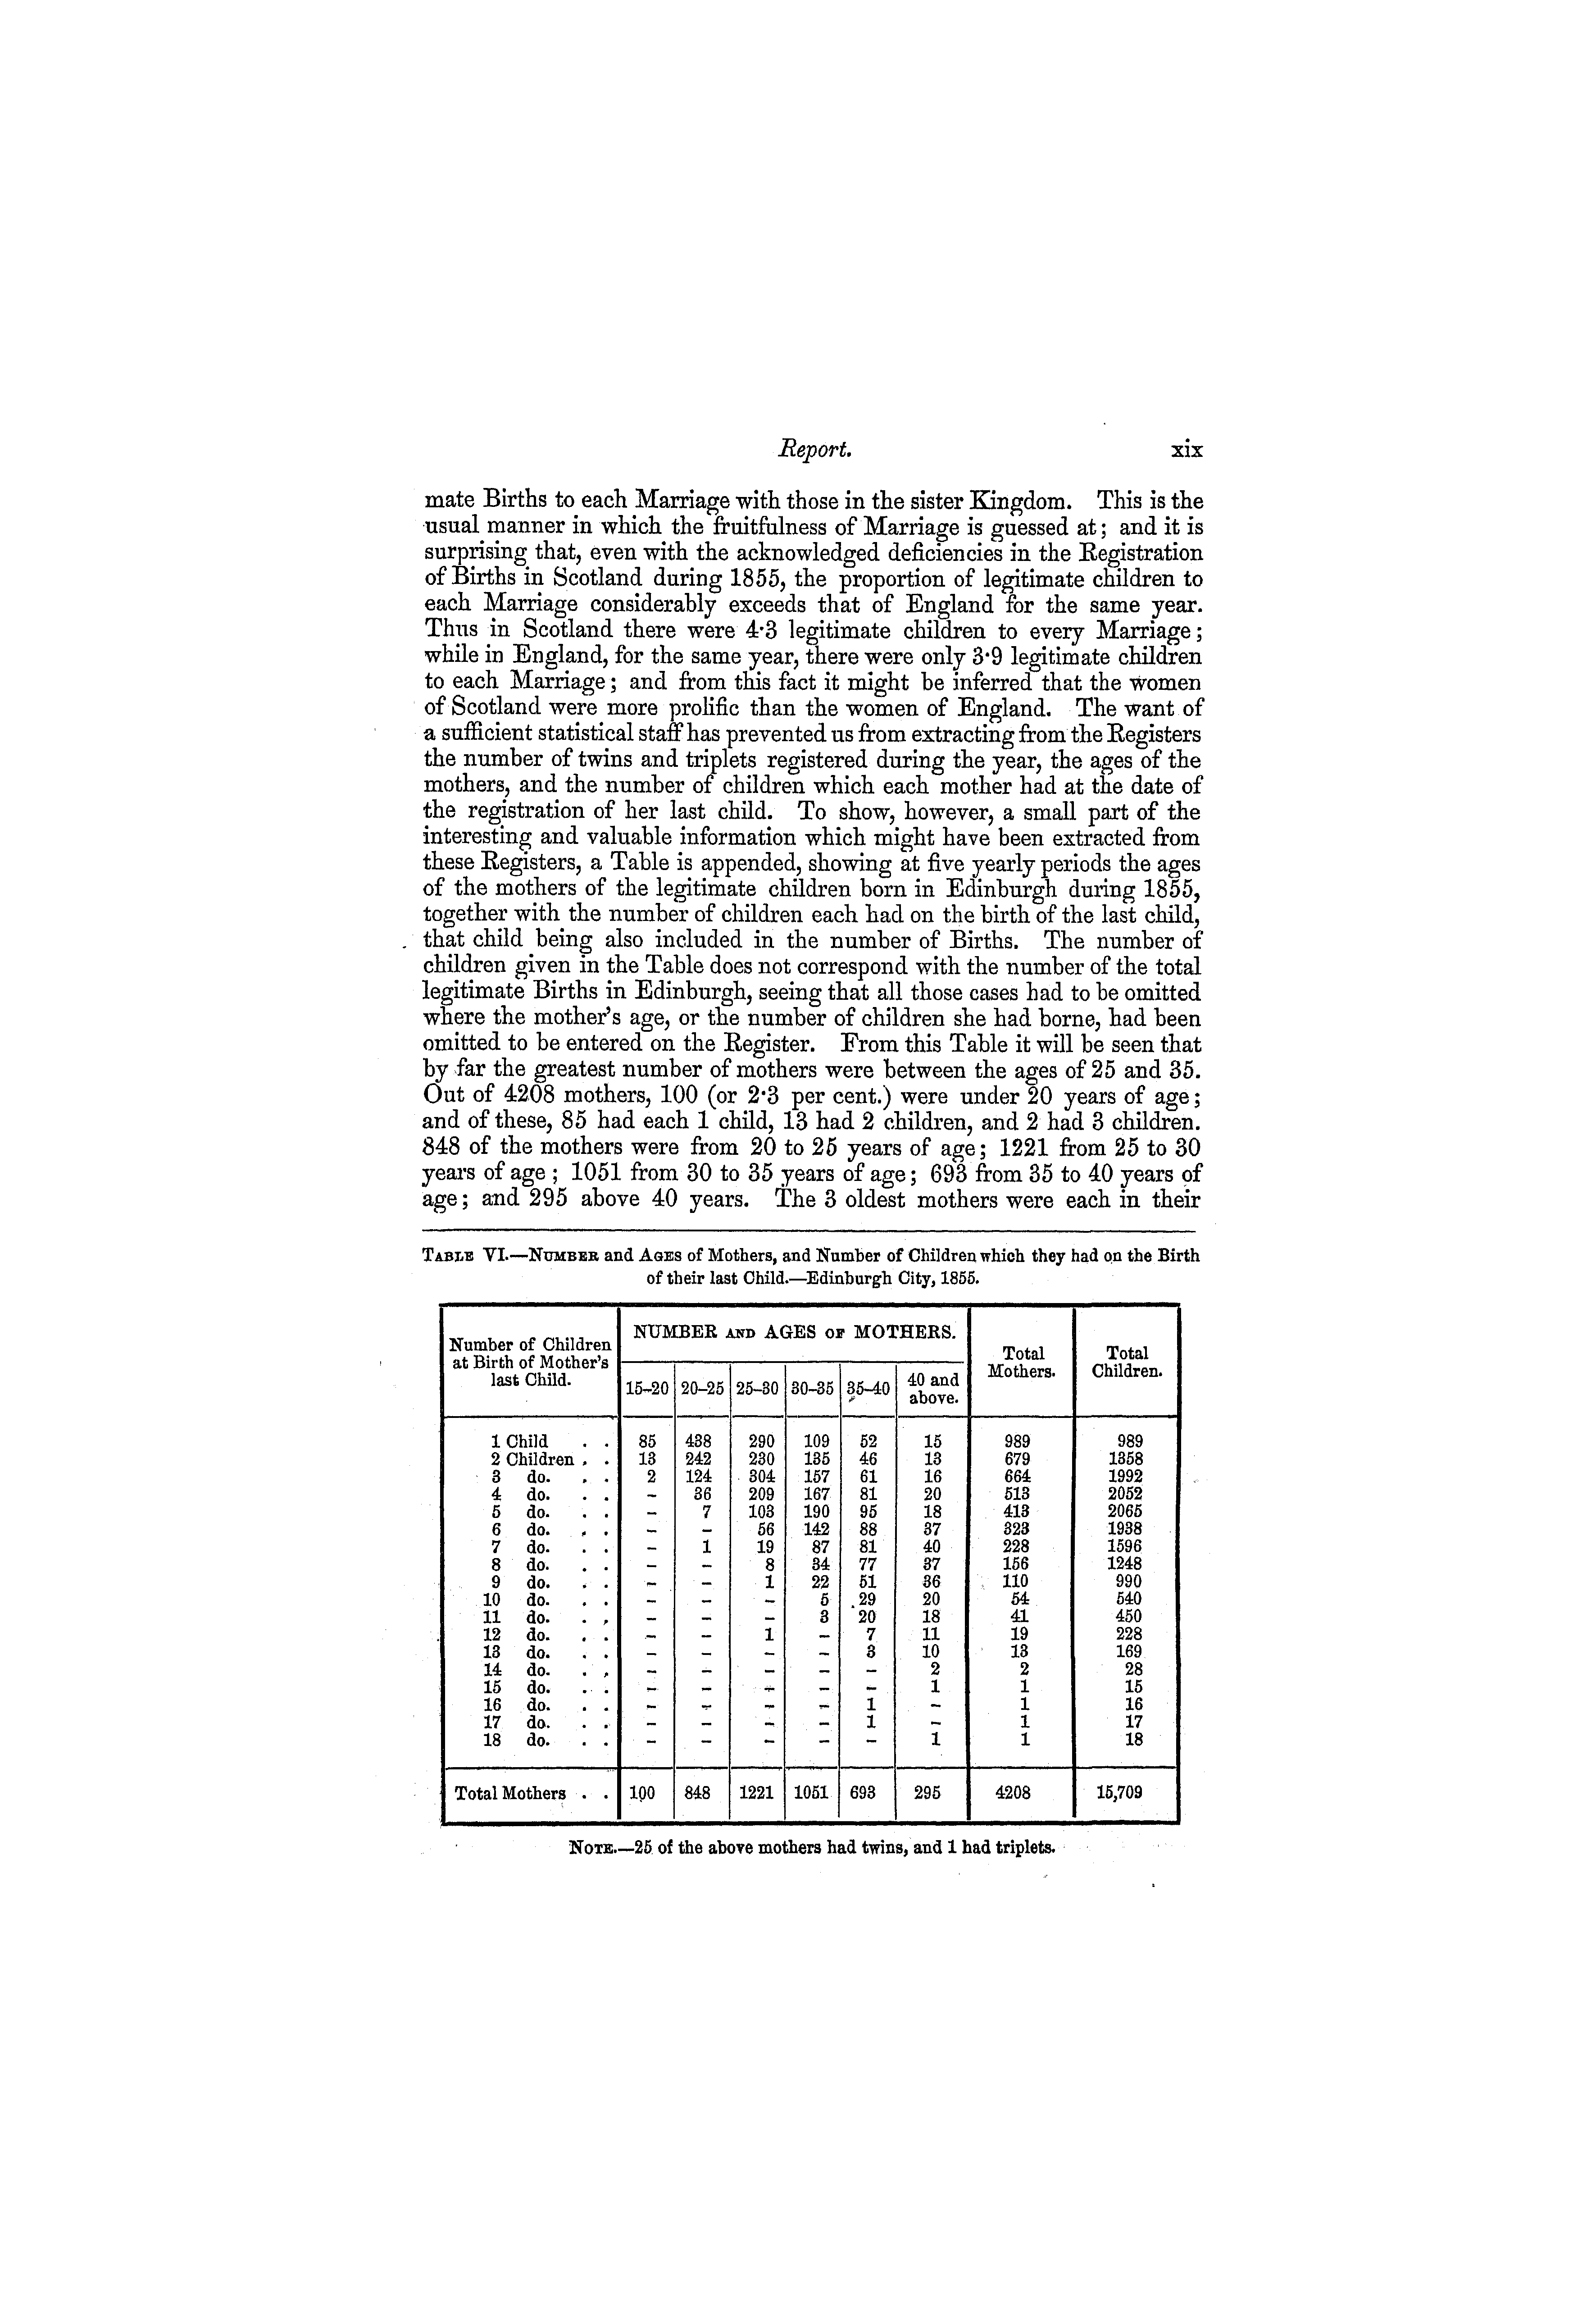 Report. xix
mate Births to each Marriage with those in the sister Kingdom. This is the
usual manner in which the fruitfulness of Marriage is guessed at; and it is
surprising that, even with the acknowledged deficiencies in the Registration
of Births in Scotland during 1855, the proportion of legitimate children to
each Marriage considerably exceeds that of England for the same year.
Thus in Scotland there were 4·3 legitimate children to every Marriage;
while in England, for the same year, there were only 3·9 legitimate children
to each Marriage; and from this fact it might be inferred that the women
of Scotland were more prolific than the women of England. The want of
a sufficient statistical staff has prevented us from extracting from the Registers
the number of twins and triplets registered during the year, the ages of the
mothers, and the number of children which each mother had at the date of
the registration of her last child. To show, however, a small part of the
interesting and valuable information which might have been extracted from
these Registers, a Table is appended, showing at five yearly periods the ages
of the mothers of the legitimate children born in Edinburgh during 1855,
together with the number of children each had on the birth of the last child,
that child being also included in the number of Births. The number of
children given in the Table does not correspond with the number of the total
legitimate Births in Edinburgh, seeing that all those cases had to be omitted
where the mother's age, or the number of children she had borne, had been
omitted to be entered on the Register. From this Table it will be seen that
by far the greatest number of mothers were between the ages of 25 and 35.
Out of 4208 mothers, 100 (or 2·3 per cent.) were under 20 years of age;
and of these, 85 had each 1 child, 13 had 2 children, and 2 had 3 children.
848 of the mothers were from 20 to 25 years of age; 1221 from 25 to 30
years of age; 1051 from 30 to 35 years of age; 693 from 35 to 40 years of
age; and 295 above 40 years. The 3 oldest mothers were each in their
TABLE VI.—NUMBER and AGES of Mothers, and Number of Children which they had on the Birth
of their last Child.—Edinburgh City, 1855.
Number of Children
at Birth of Mother's
last Child.
NUMBER AND AGES OF MOTHERS.
15–20 20–25 25–30 30–35 35–40 40 and
above.
Total
Mothers.
Total
Children.
1 Child . . 85 438 290 109 52 15 989 989
2 Children . . 13 242 230 135 46 13 679 1358
3 do. . . 2 124 304 157 61 16 664 1992
4 do. . . – 36 209 167 81 20 513 2052
5 do. . . – 7 103 190 95 18 413 2065
6 do. . . – – 56 142 88 37 323 1938
7 do. . . – 1 19 87 81 40 228 1596
8 do. . . – – 8 34 77 37 156 1248
9 do. . . – – 1 22 51 36 110 990
10 do. . . – – – 5 29 20 54 540
11 do. . . – – – 3 20 18 41 450
12 do. . . – – 1 – 7 11 19 228
13 do. . . – – – – 3 10 13 169
14 do. . . – – – – – 2 2 28
15 do. . . – – – – – 1 1 15
16 do. . . – – – – 1 – 1 16
17 do. . . – – – – 1 – 1 17
18 do. . . – – – – – 1 1 18
Total Mothers . . 100 848 1221 1051 693 295 4208 15,709
NOTE.—25 of the above mothers had twins, and 1 had triplets.